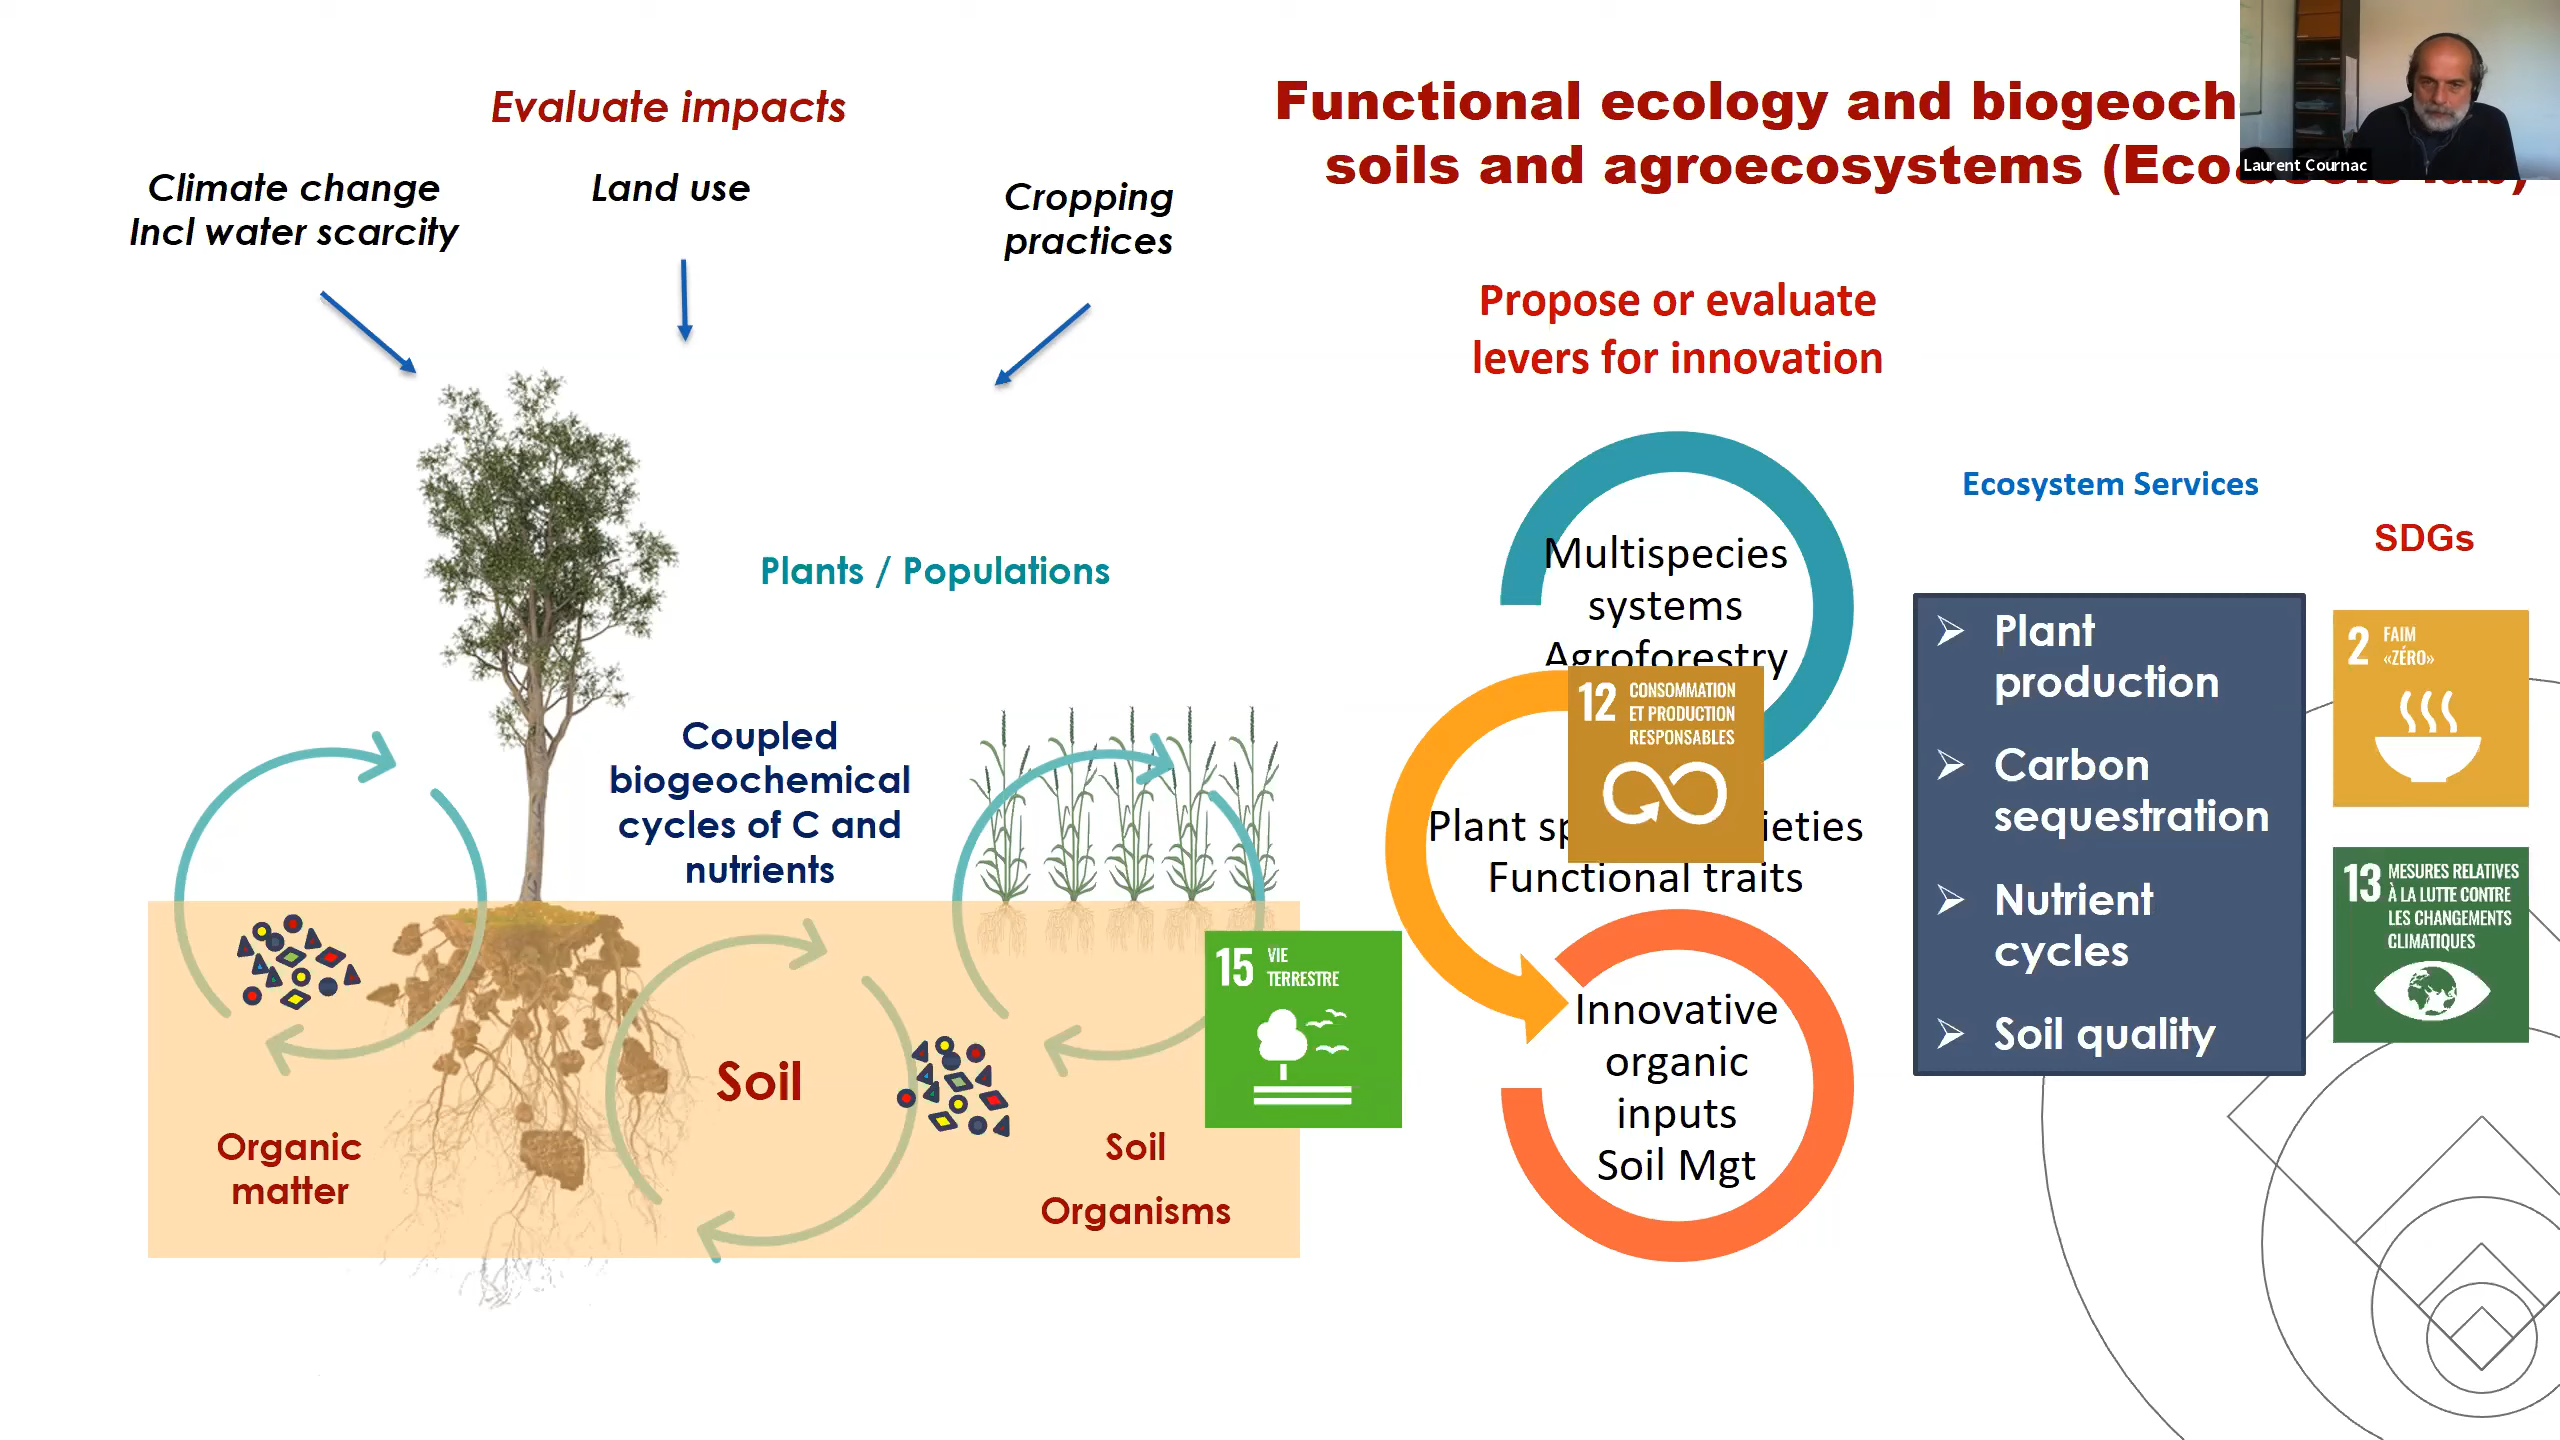 Evaluate impacts
Climate change
Incl water scarcity
Land use
Cropping
practices
Functional ecology and
soils and agroecosystems
Laurent Cournac
Propose or evaluate
levers for innovation
Plants / Populations
Coupled
biogeochemical
cycles of C and
nutrients
Soil
Organic
matter
Soil
Organisms
15 VIE
TERRESTRE
Multispecies
systems
Agroforestry
12 CONSOMMATION
ET PRODUCTION
RESPONSABLES
Plant
Functional traits
Innovative
organic
inputs
Soil Mgt
Ecosystem Services
➢ Plant
production
➢ Carbon
sequestration
➢ Nutrient
cycles
➢ Soil quality
SDGs
2 FAIM
«ZÉRO»
13 MESURES RELATIVES
À LA LUTTE CONTRE
LES CHANGEMENTS
CLIMATIQUES